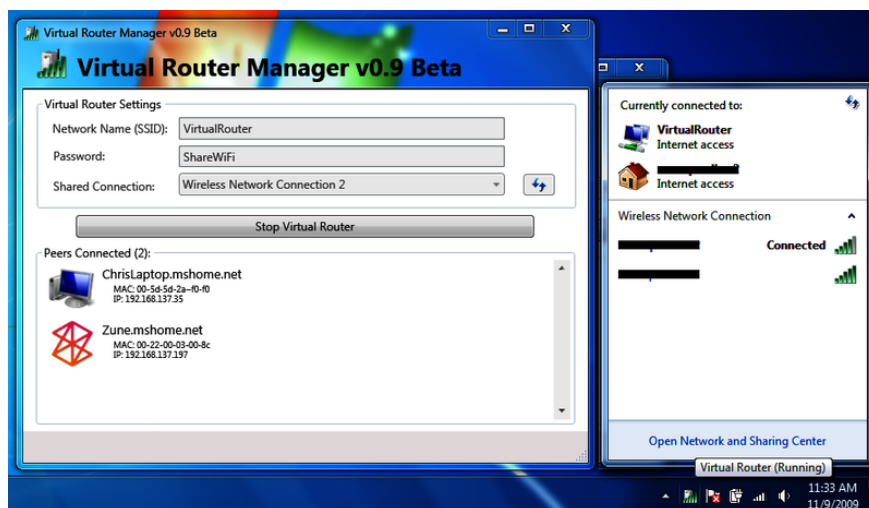 Virtual Router Manager v0.9 Beta
Virtual Router Manager v0.9 Beta
Virtual Router Settings
Network Name (SSID): VirtualRouter
Password: ShareWiFi
Shared Connection: Wireless Network Connection 2
Stop Virtual Router
Peers Connected (2):
ChrisLaptop.mshome.net
MAC: 00-5d-5d-2a-f0-f0
IP: 192.168.137.35
Zune.mshome.net
MAC: 00-22-00-03-00-8c
IP: 192.168.137.197
Currently connected to:
VirtualRouter
Internet access
Internet access
Wireless Network Connection
Connected
Open Network and Sharing Center
Virtual Router (Running)
11:33 AM
11/9/2009